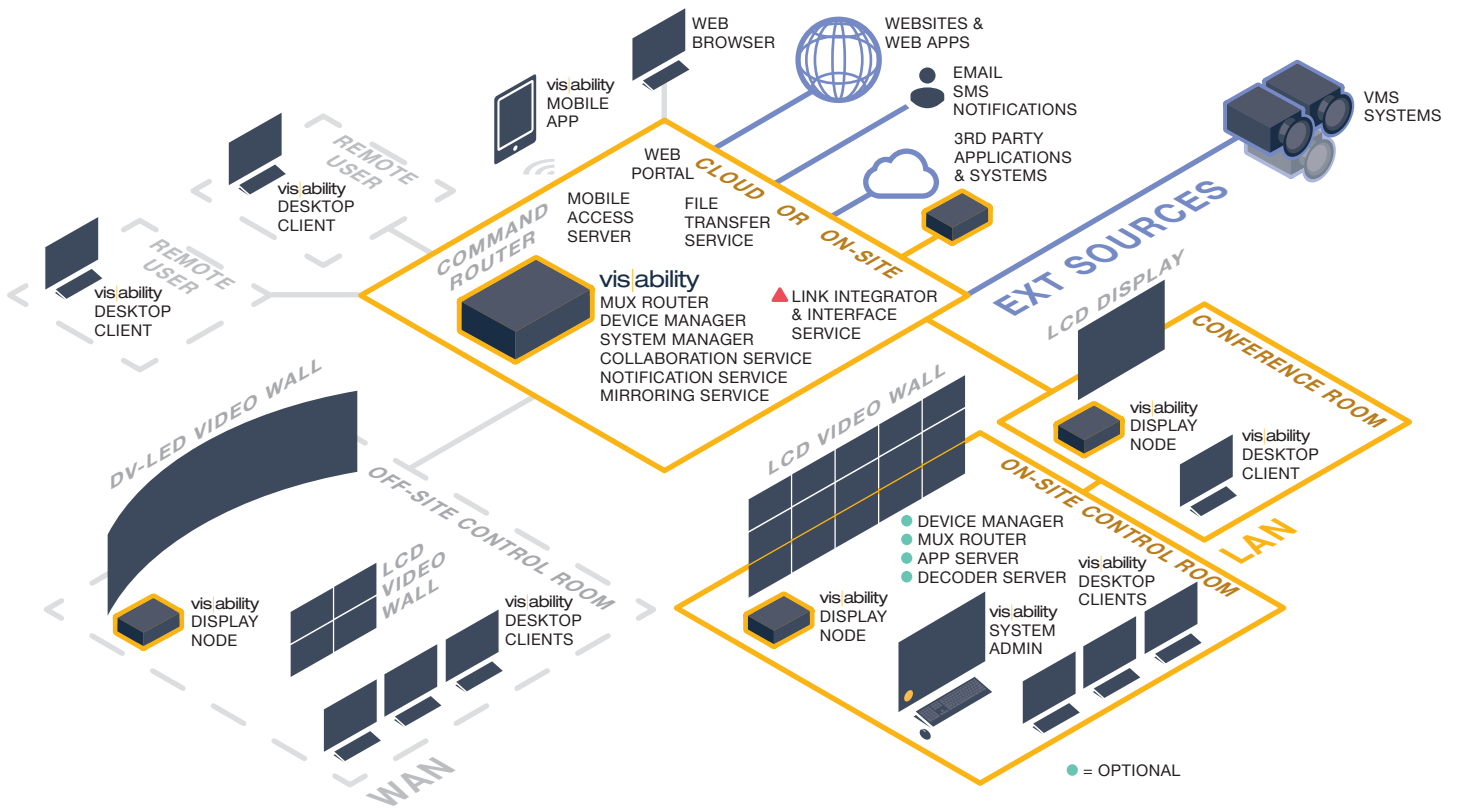 WEB
BROWSER
WEBSITES &
WEB APPS
vis|ability
MOBILE
APP
EMAIL
SMS
NOTIFICATIONS
VMS
SYSTEMS
3RD PARTY
APPLICATIONS
& SYSTEMS
REMOTE
USER
vis|ability
DESKTOP
CLIENT
REMOTE
USER
vis|ability
DESKTOP
CLIENT
WEB
PORTAL
CLOUD OR ON-SITE
MOBILE
ACCESS
SERVER
FILE
TRANSFER
SERVICE
COMMAND
ROUTER
vis|ability
MUX ROUTER
DEVICE MANAGER
SYSTEM MANAGER
COLLABORATION SERVICE
NOTIFICATION SERVICE
MIRRORING SERVICE
LINK INTEGRATOR
& INTERFACE
SERVICE
EXT SOURCES
LCD DISPLAY
CONFERENCE ROOM
vis|ability
DISPLAY
NODE
vis|ability
DESKTOP
CLIENT
LAN
DV-LED VIDEO WALL
OFF-SITE CONTROL ROOM
LCD
VIDEO
WALL
vis|ability
DISPLAY
NODE
vis|ability
DESKTOP
CLIENTS
WAN
LCD VIDEO WALL
ON-SITE CONTROL ROOM
DEVICE MANAGER
MUX ROUTER
APP SERVER
DECODER SERVER
vis|ability
DESKTOP
CLIENTS
vis|ability
DISPLAY
NODE
vis|ability
SYSTEM
ADMIN
= OPTIONAL